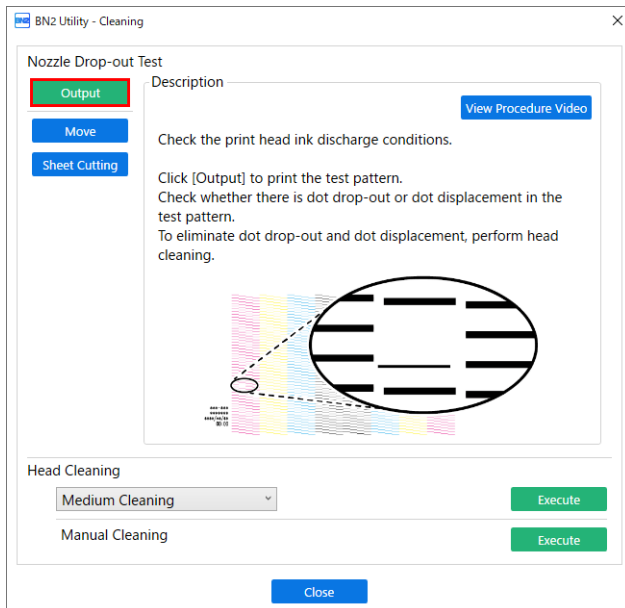 BN2 BN2 Utility - Cleaning
Nozzle Drop-out Test
Output
Move
Sheet Cutting
Description
View Procedure Video
Check the print head ink discharge conditions.
Click [Output] to print the test pattern.
Check whether there is dot drop-out or dot displacement in the
test pattern.
To eliminate dot drop-out and dot displacement, perform head
cleaning.
Head Cleaning
Medium Cleaning
Execute
Manual Cleaning
Execute
Close